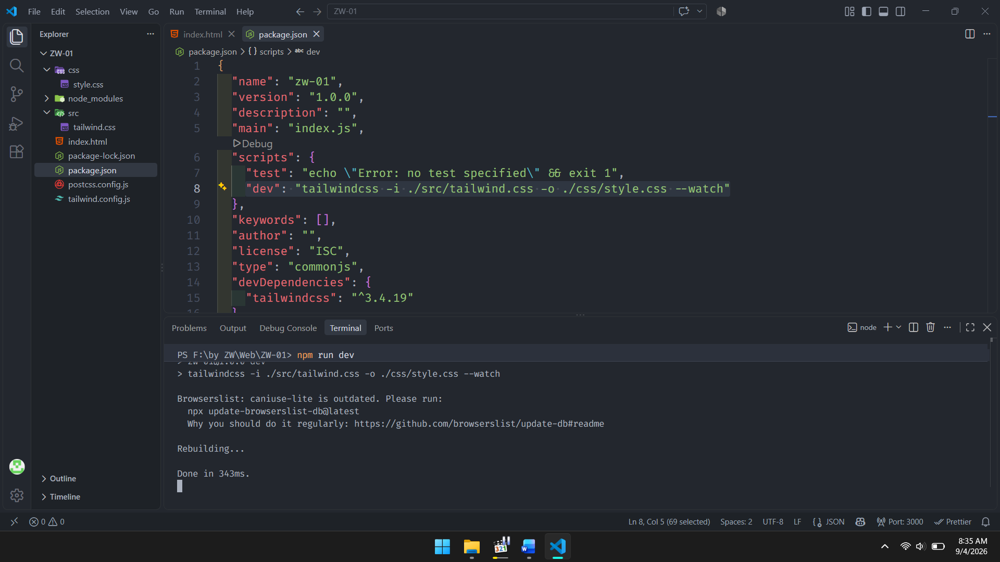 File Edit Selection View Go Run Terminal Help
ZW-01
Explorer
ZW-01
css
style.css
node_modules
src
tailwind.css
index.html
package-lock.json
package.json
postcss.config.js
tailwind.config.js
Outline
Timeline
index.html
package.json
package.json > {} scripts > abc dev
1 {
2 "name": "zw-01",
3 "version": "1.0.0",
4 "description": "",
5 "main": "index.js",
Debug
6 "scripts": {
7 "test": "echo \"Error: no test specified\" && exit 1",
8 "dev": "tailwindcss -i ./src/tailwind.css -o ./css/style.css --watch"
9 },
10 "keywords": [],
11 "author": "",
12 "license": "ISC",
13 "type": "commonjs",
14 "devDependencies": {
15 "tailwindcss": "^3.4.19"
16 }
Problems Output Debug Console Terminal Ports
node
PS F:\by ZW\Web\ZW-01> npm run dev
> zw-01@1.0.0 dev
> tailwindcss -i ./src/tailwind.css -o ./css/style.css --watch
Browserslist: caniuse-lite is outdated. Please run:
npx update-browserslist-db@latest
Why you should do it regularly: https://github.com/browserslist/update-db#readme
Rebuilding...
Done in 343ms.
0 0
Ln 8, Col 5 (69 selected) Spaces: 2 UTF-8 LF {} JSON Port: 3000 Prettier
321
W
8:35 AM
9/4/2026